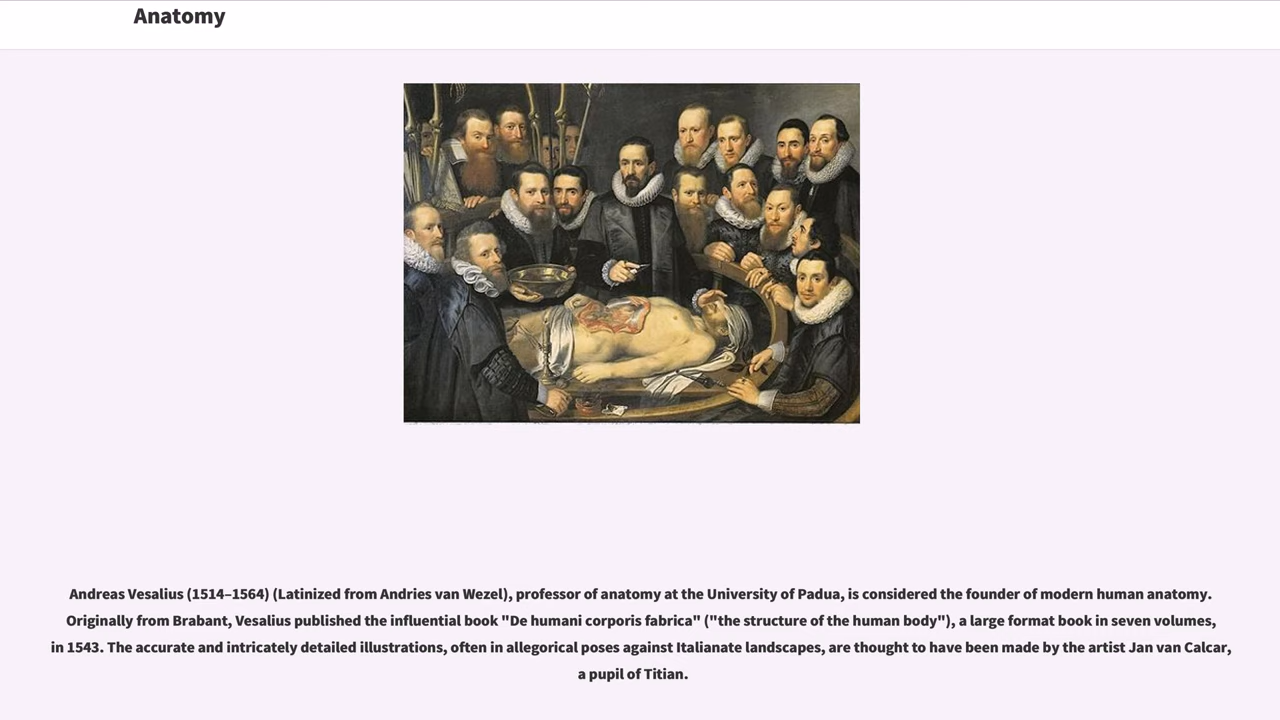 Anatomy
Andreas Vesalius (1514–1564) (Latinized from Andries van Wezel), professor of anatomy at the University of Padua, is considered the founder of modern human anatomy.
Originally from Brabant, Vesalius published the influential book "De humani corporis fabrica" ("the structure of the human body"), a large format book in seven volumes,
in 1543. The accurate and intricately detailed illustrations, often in allegorical poses against Italianate landscapes, are thought to have been made by the artist Jan van Calcar,
a pupil of Titian.